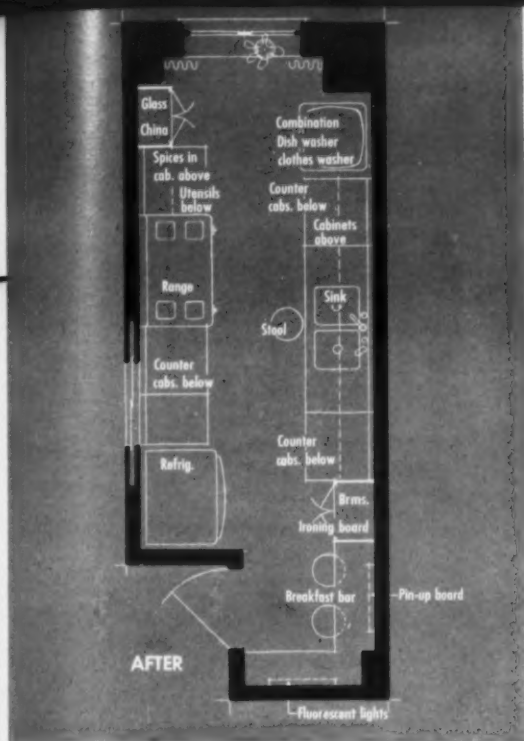 Glass
China
Combination
Dish washer
clothes washer
Spices in
cab. above
Utensils
below
Counter
cabs. below
Cabinets
above
Range
Sink
Stool
Counter
cabs. below
Counter
cabs. below
Refrig.
Brms.
Ironing board
Breakfast bar
Pin-up board
AFTER
Fluorescent lights